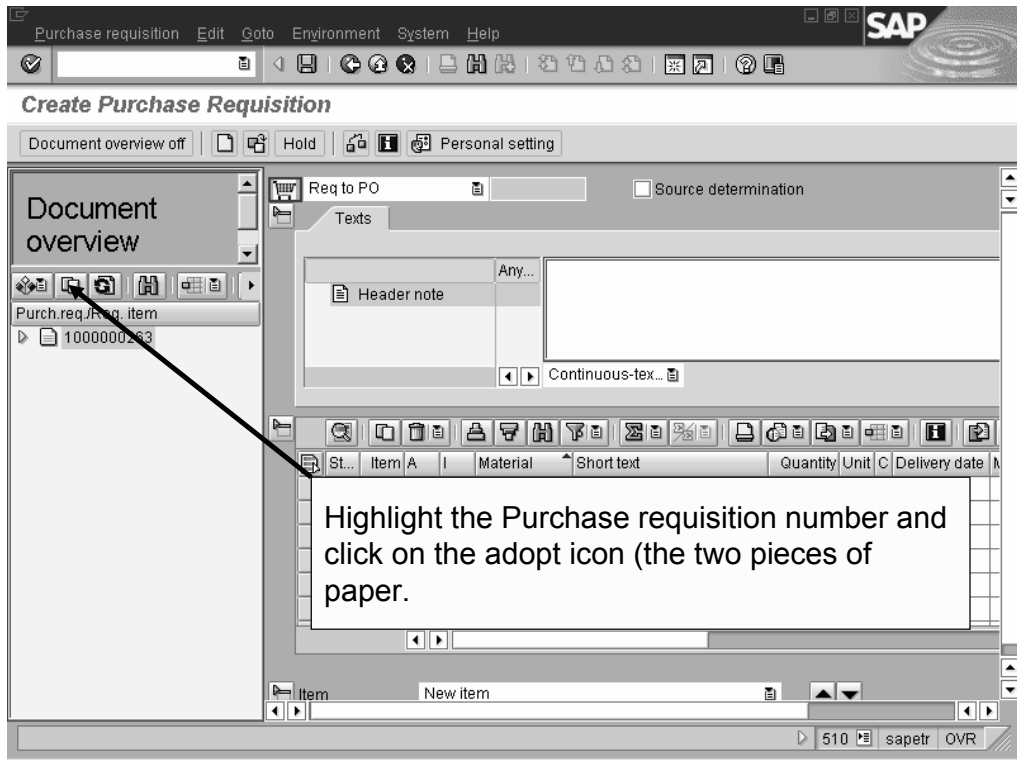 Purchase requisition Edit Goto Environment System Help
SAP
Create Purchase Requisition
Document overview off Hold Personal setting
Document
overview
Req to PO Source determination
Texts
Any...
Header note
Purch.req./Req. item
1000000263
Continuous-tex...
St... Item A I Material Short text Quantity Unit C Delivery date M
Highlight the Purchase requisition number and
click on the adopt icon (the two pieces of
paper.
Item New item
510 sapetr OVR